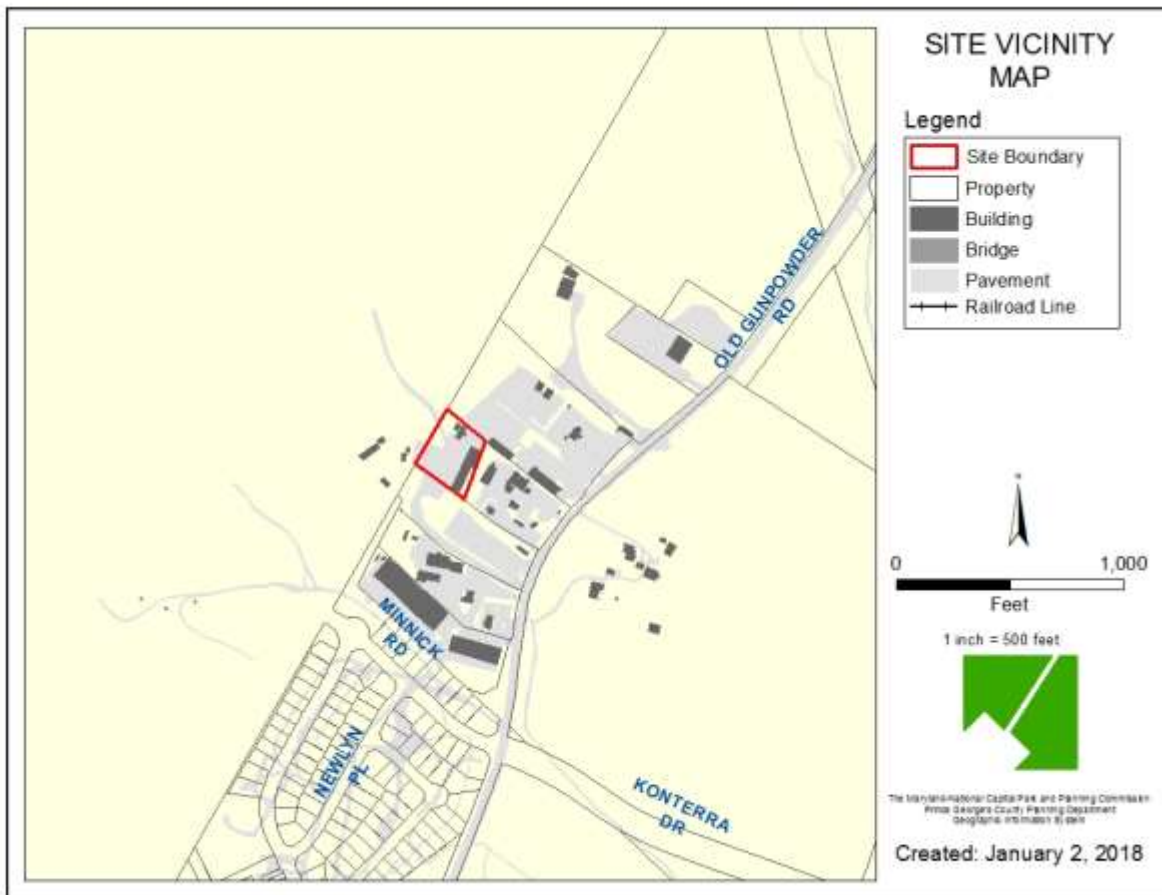 SITE VICINITY
MAP
Legend
Site Boundary
Property
Building
Bridge
Pavement
Railroad Line
OLD GUNPOWDER
RD
MINNICK
RD
NEWLYN
PL
KONTERRA
DR
0
1,000
Feet
1 inch = 500 feet
The Maryland-National Capital Park and Planning Commission
Prince Georges County Planning Department
Geographic Information System
Created: January 2, 2018